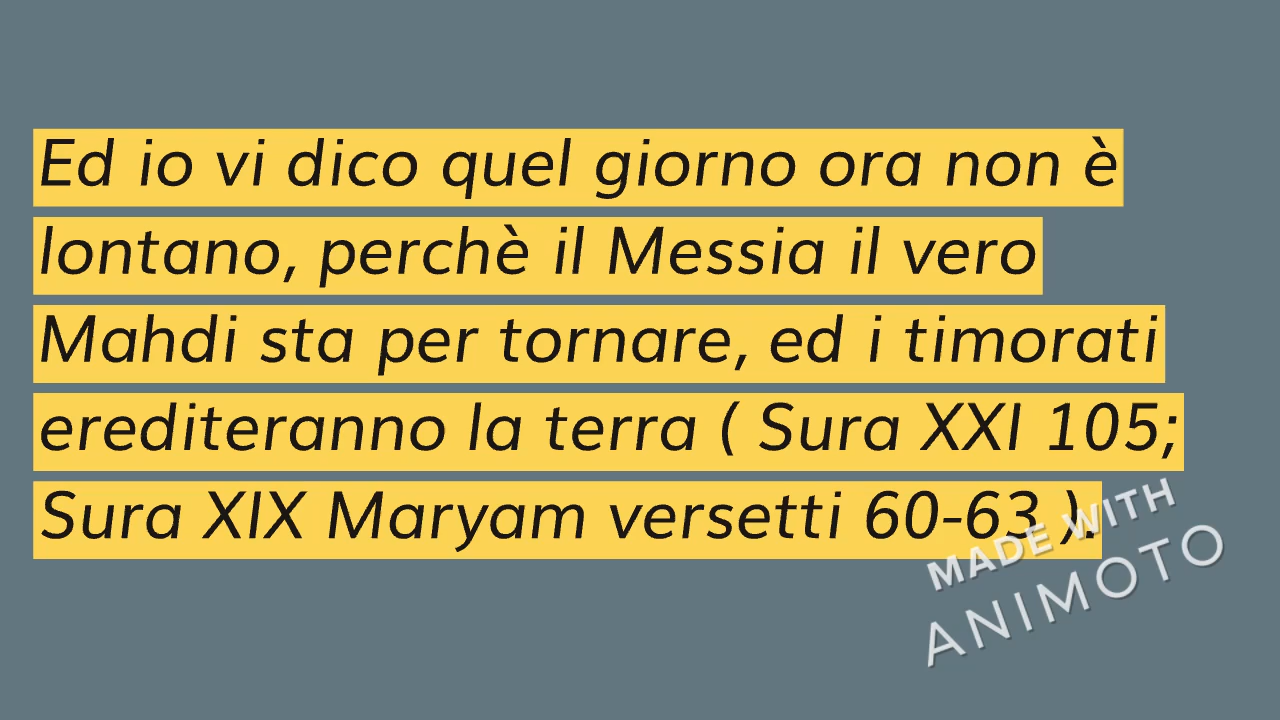 Ed io vi dico quel giorno ora non è
lontano, perchè il Messia il vero
Mahdi sta per tornare, ed i timorati
erediteranno la terra ( Sura XXI 105;
Sura XIX Maryam versetti 60-63 ).
MADE WITH
ANIMOTO